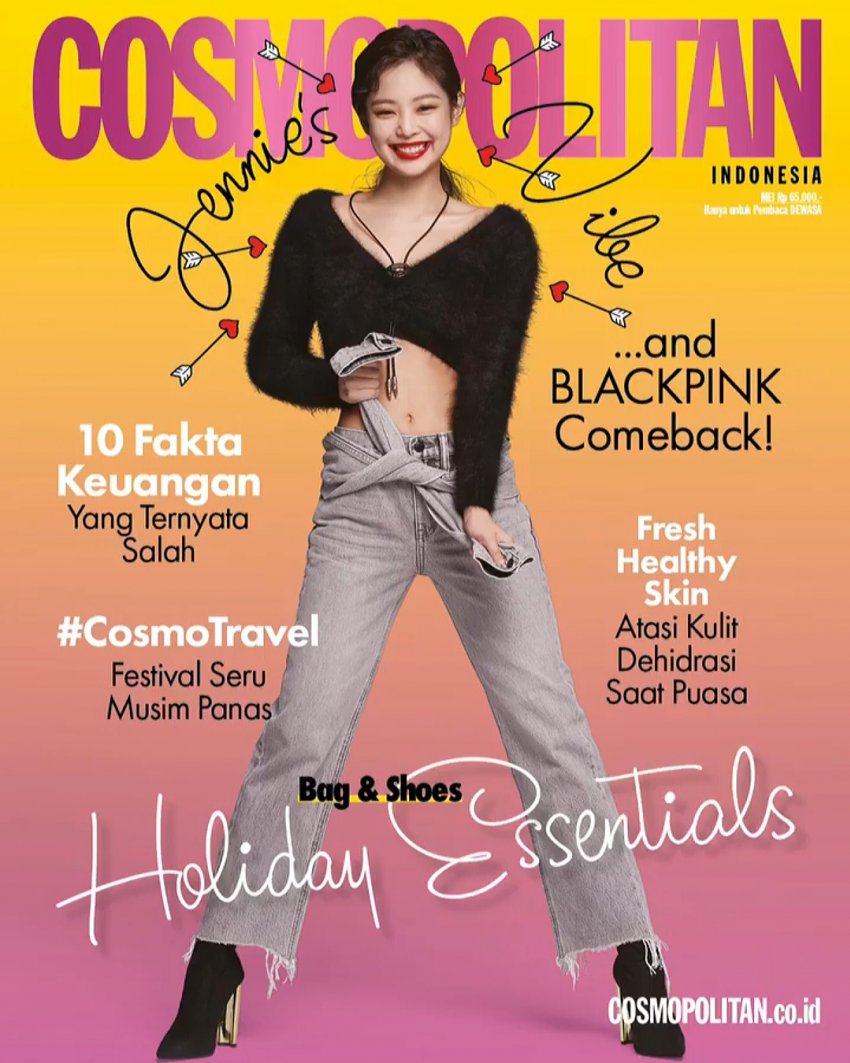 COSMOPOLITAN
INDONESIA
MEI Rp 65.000,-
Hanya untuk Pembaca DEWASA
Jennie's Vibe
...and
BLACKPINK
Comeback!
10 Fakta
Keuangan
Yang Ternyata
Salah
#CosmoTravel
Festival Seru
Musim Panas
Fresh
Healthy
Skin
Atasi Kulit
Dehidrasi
Saat Puasa
Bag & Shoes
Holiday Essentials
COSMOPOLITAN.co.id